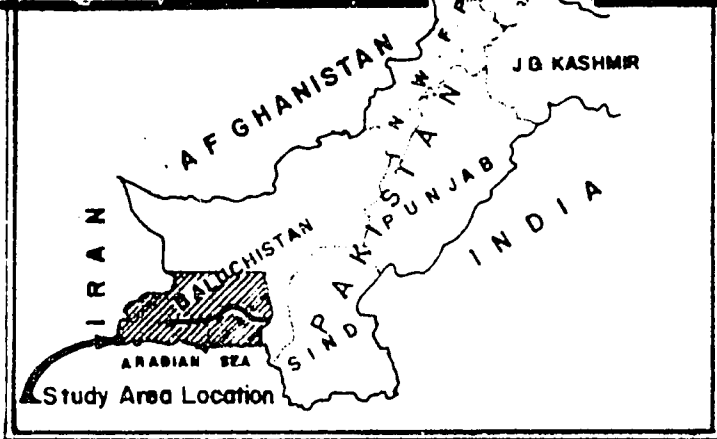 N W F P
J & KASHMIR
AFGHANISTAN
PAKISTAN
PUNJAB
INDIA
IRAN
BALUCHISTAN
SIND
ARABIAN SEA
Study Area Location